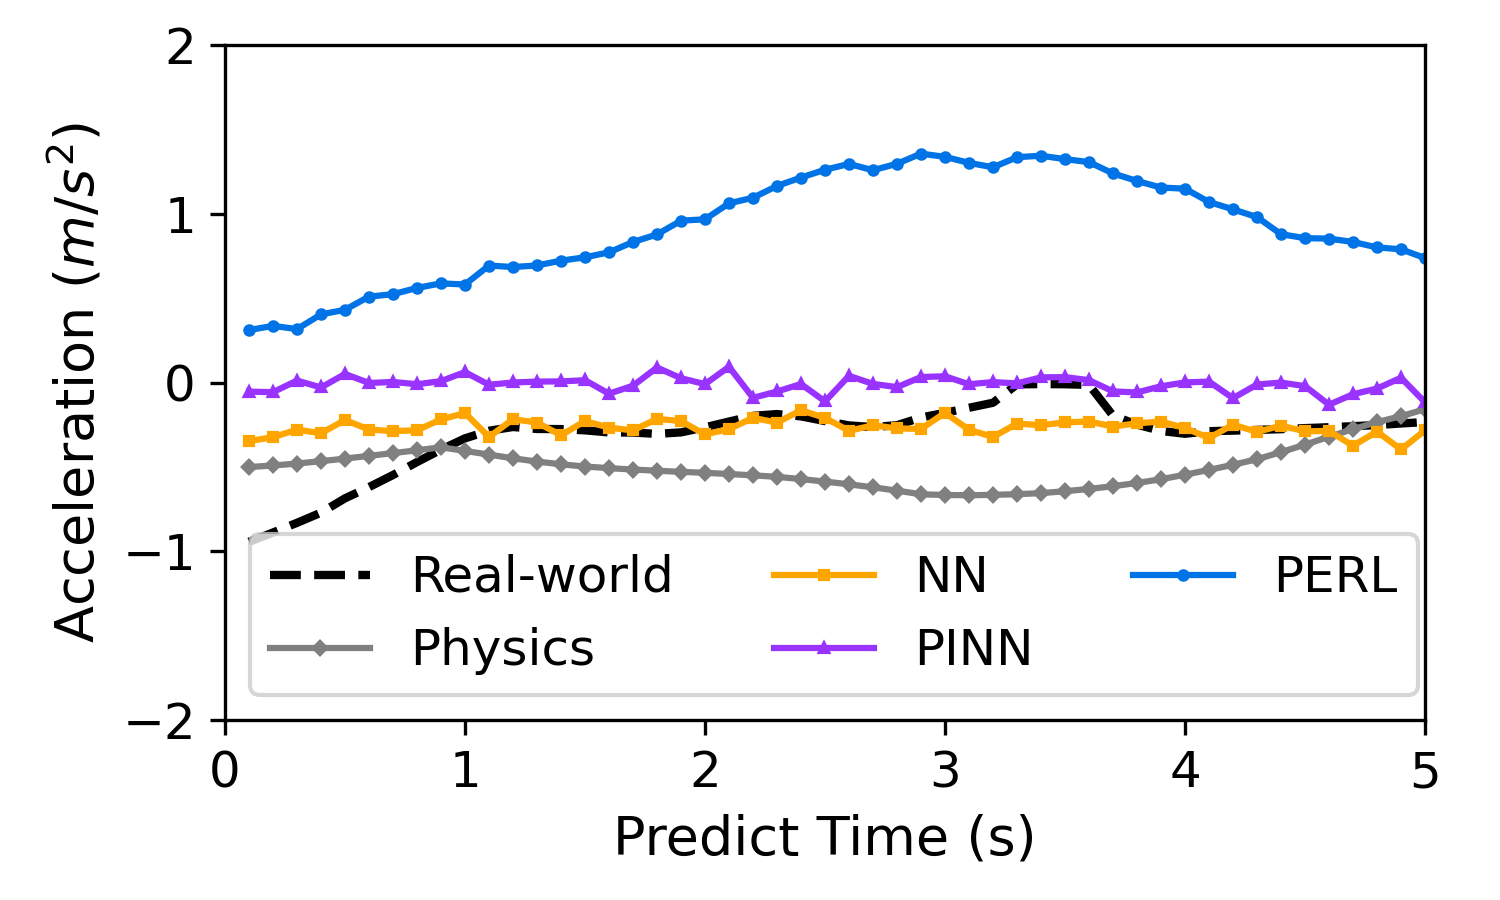 2
1
0
−1
−2
Acceleration (m/s²)
Real-world
NN
PERL
Physics
PINN
0 1 2 3 4 5
Predict Time (s)